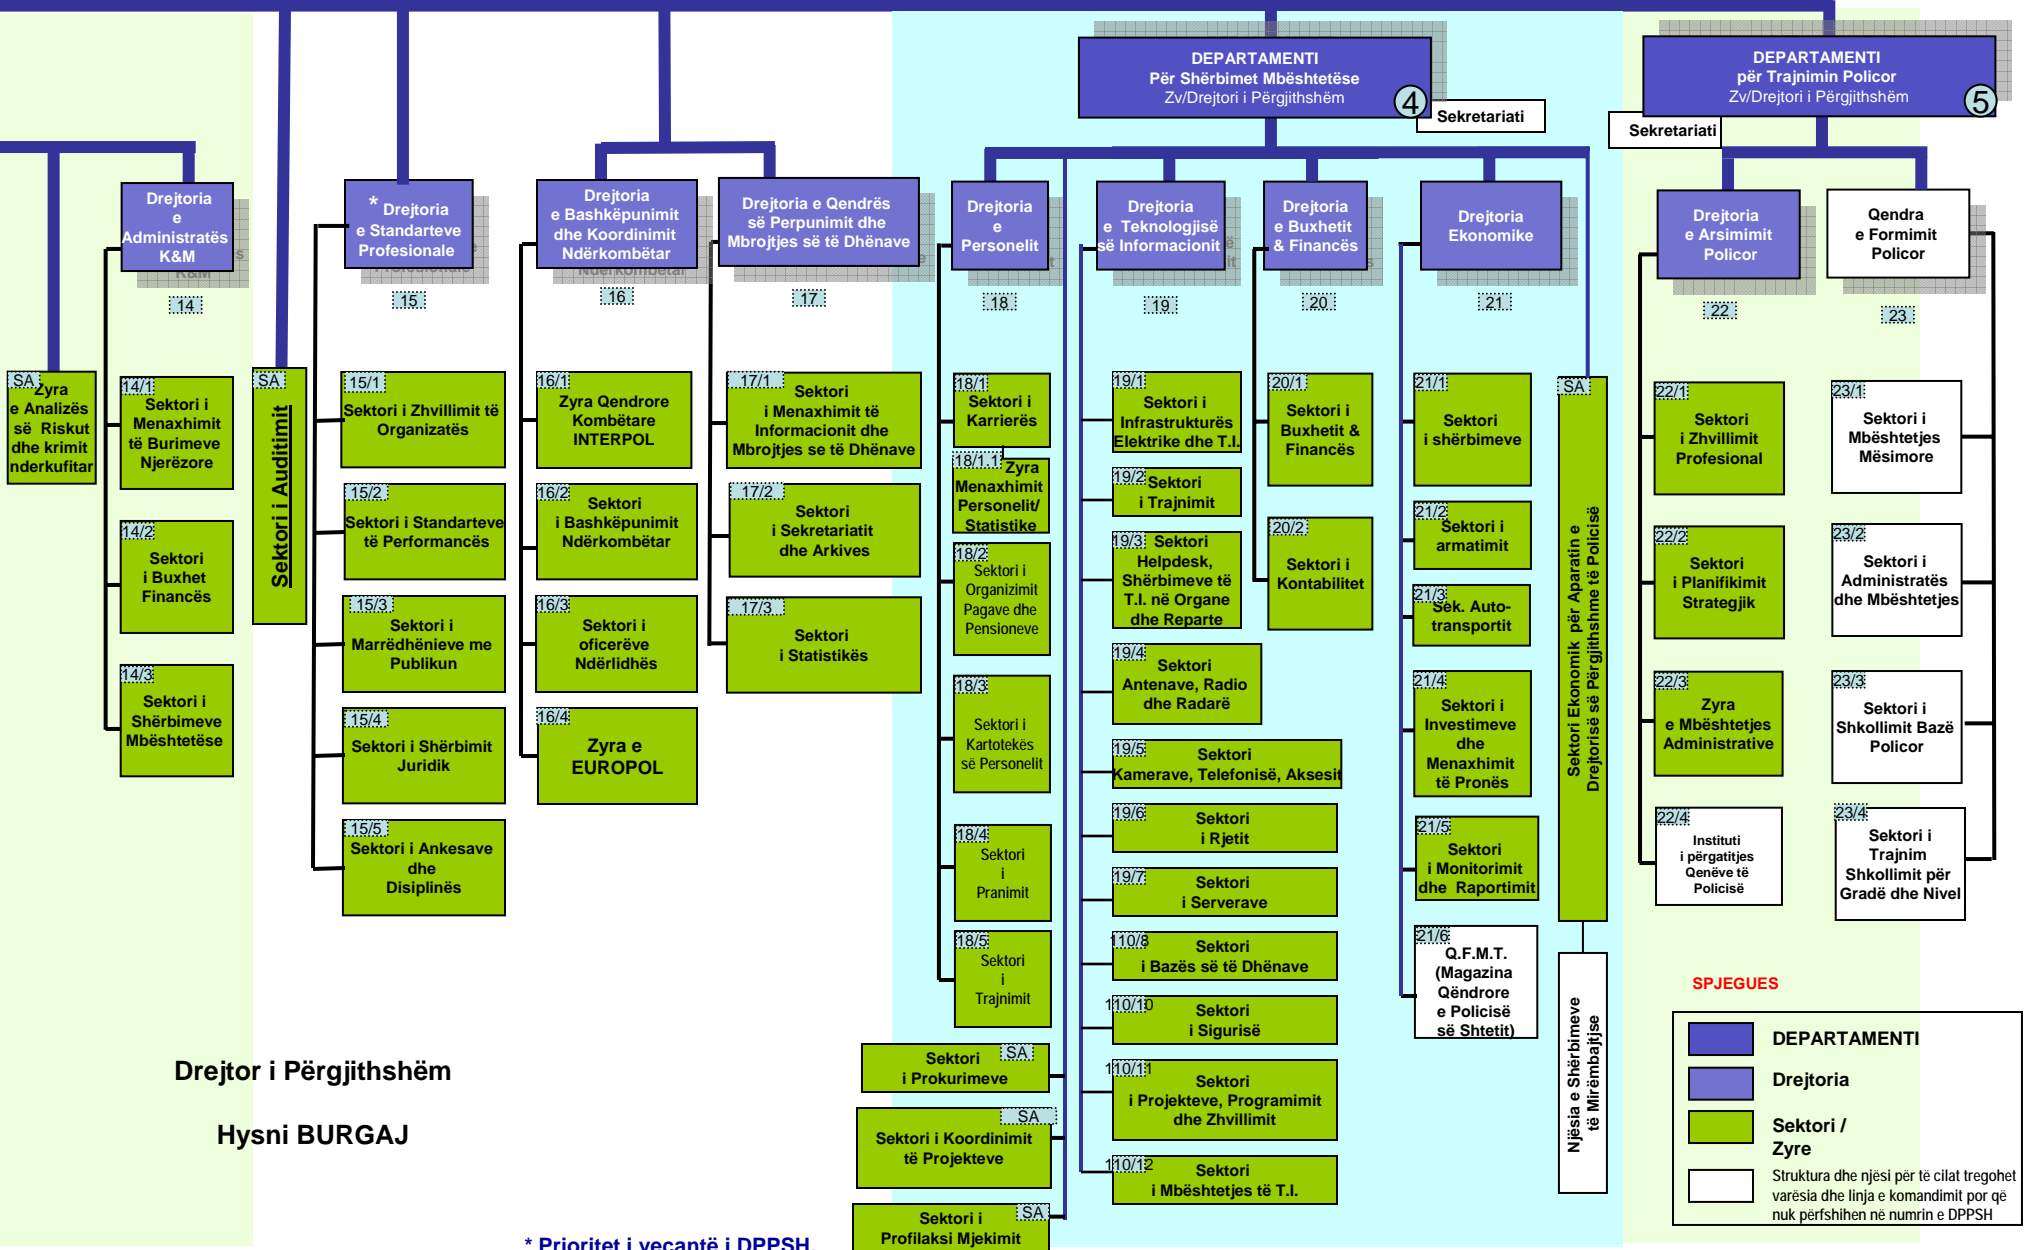 DEPARTAMENTI
Për Shërbimet Mbështetëse
Zv/Drejtori i Përgjithshëm
4
Sekretariati
DEPARTAMENTI
për Trajnimin Policor
Zv/Drejtori i Përgjithshëm
5
Sekretariati
Drejtoria
e
Administratës
K&M
14
SA
Zyra
e Analizës
së Riskut
dhe krimit
nderkufitar
14/1
Sektori i
Menaxhimit
të Burimeve
Njerëzore
14/2
Sektori
i Buxhet
Financës
14/3
Sektori i
Shërbimeve
Mbështetëse
SA
Sektori i Auditimit
* Drejtoria
e Standarteve
Profesionale
15
15/1
Sektori i Zhvillimit të
Organizatës
15/2
Sektori i Standarteve
të Performancës
15/3
Sektori i
Marrëdhënieve me
Publikun
15/4
Sektori i Shërbimit
Juridik
15/5
Sektori i Ankesave
dhe
Disiplinës
Drejtoria
e Bashkëpunimit
dhe Koordinimit
Ndërkombëtar
16
16/1
Zyra Qendrore
Kombëtare
INTERPOL
16/2
Sektori
i Bashkëpunimit
Ndërkombëtar
16/3
Sektori i
oficerëve
Ndërlidhës
16/4
Zyra e
EUROPOL
Drejtoria e Qendrës
së Perpunimit dhe
Mbrojtjes së të Dhënave
17
17/1
Sektori
i Menaxhimit të
Informacionit dhe
Mbrojtjes se të Dhënave
17/2
Sektori
i Sekretariatit
dhe Arkives
17/3
Sektori
i Statistikës
Drejtoria
e
Personelit
18
18/1
Sektori i
Karrierës
18/1.1
Zyra
Menaxhimit
Personelit/
Statistike
18/2
Sektori i
Organizimit
Pagave dhe
Pensioneve
18/3
Sektori i
Kartotekës
së Personelit
18/4
Sektori
i
Pranimit
18/5
Sektori
i
Trajnimit
SA
Sektori
i Prokurimeve
SA
Sektori i Koordinimit
të Projekteve
SA
Sektori i
Profilaksi Mjekimit
Drejtoria
e Teknologjisë
së Informacionit
19
19/1
Sektori i
Infrastrukturës
Elektrike dhe T.I.
19/2
Sektori
i Trajnimit
19/3
Sektori
Helpdesk,
Shërbimeve të
T.I. në Organe
dhe Reparte
19/4
Sektori
Antenave, Radio
dhe Radarë
19/5
Sektori
Kamerave, Telefonisë, Aksesit
19/6
Sektori
i Rjetit
19/7
Sektori
i Serverave
110/8
Sektori
i Bazës së të Dhënave
110/10
Sektori
i Sigurisë
110/11
Sektori
i Projekteve, Programimit
dhe Zhvillimit
110/12
Sektori
i Mbështetjes të T.I.
Drejtoria
e Buxhetit
& Financës
20
20/1
Sektori i
Buxhetit &
Financës
20/2
Sektori i
Kontabilitet
Drejtoria
Ekonomike
21
21/1
Sektori
i shërbimeve
21/2
Sektori i
armatimit
21/3
Sek. Auto-
transportit
21/4
Sektori i
Investimeve
dhe
Menaxhimit
të Pronës
21/5
Sektori
i Monitorimit
dhe Raportimit
21/6
Q.F.M.T.
(Magazina
Qëndrore
e Policisë
së Shtetit)
SA
Sektori Ekonomik për Aparatin e
Drejtorisë së Përgjithshme të Policisë
Njësia e Shërbimeve
të Mirëmbajtjse
Drejtoria
e Arsimimit
Policor
22
22/1
Sektori
i Zhvillimit
Profesional
22/2
Sektori
i Planifikimit
Strategjik
22/3
Zyra
e Mbështetjes
Administrative
22/4
Instituti
i përgatitjes
Qenëve të
Policisë
Qendra
e Formimit
Policor
23
23/1
Sektori i
Mbështetjes
Mësimore
23/2
Sektori i
Administratës
dhe Mbështetjes
23/3
Sektori i
Shkollimit Bazë
Policor
23/4
Sektori i
Trajnim
Shkollimit për
Gradë dhe Nivel
Drejtor i Përgjithshëm
Hysni BURGAJ
* Prioritet i veçantë i DPPSH.
SPJEGUES
DEPARTAMENTI
Drejtoria
Sektori /
Zyre
Struktura dhe njësi për të cilat tregohet
varësia dhe linja e komandimit por që
nuk përfshihen në numrin e DPPSH